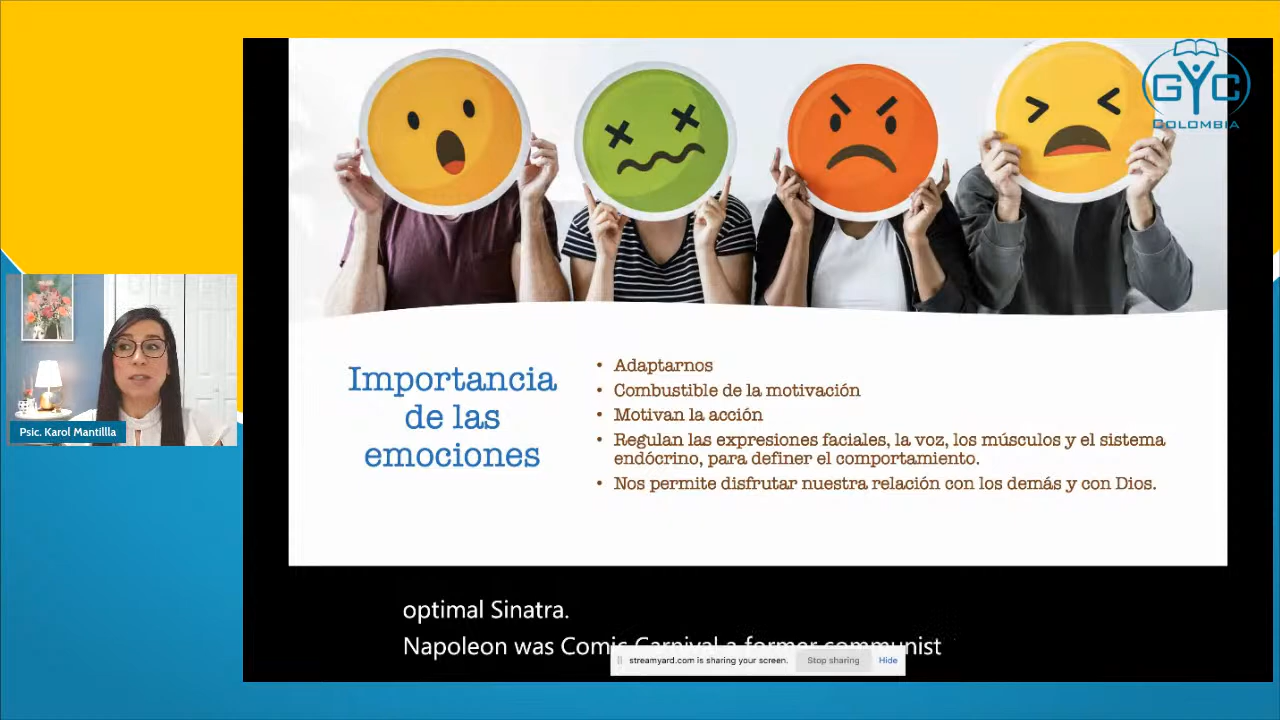 GYC
COLOMBIA
Importancia
de las
emociones
• Adaptarnos
• Combustible de la motivación
• Motivan la acción
• Regulan las expresiones faciales, la voz, los músculos y el sistema
endócrino, para definer el comportamiento.
• Nos permite disfrutar nuestra relación con los demás y con Dios.
Psic. Karol Mantillla
optimal Sinatra.
Napoleon was Comic Carnival a former communist
streamyard.com is sharing your screen. Stop sharing Hide